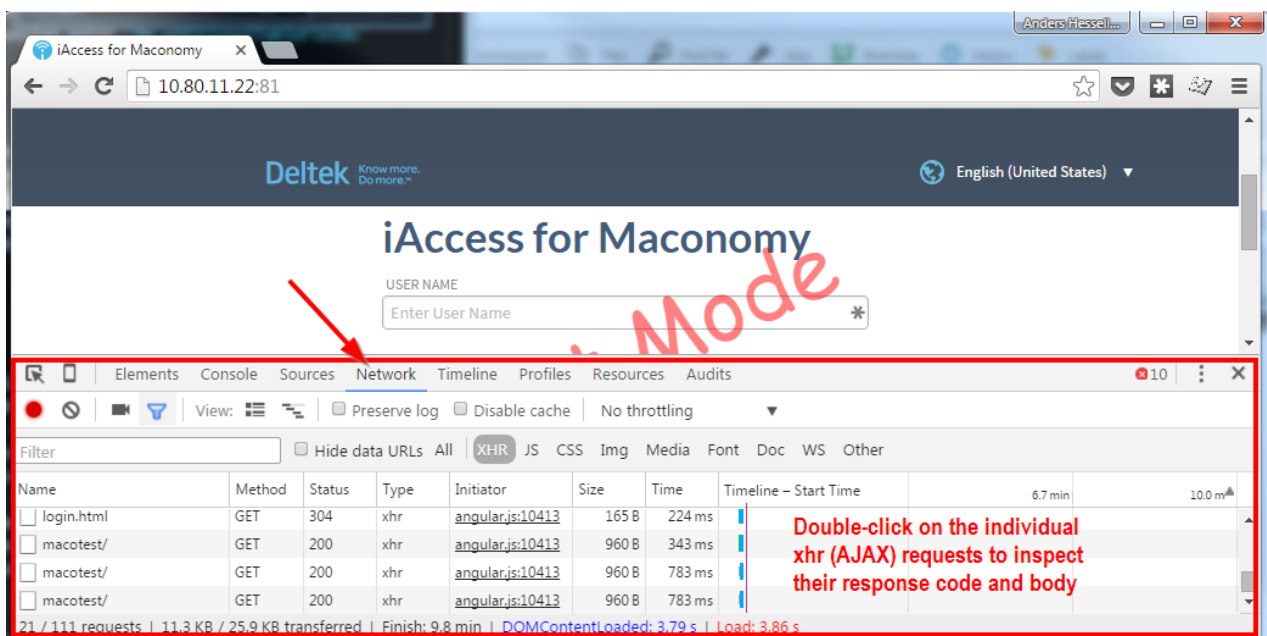 Anders Hessell...
iAccess for Maconomy
10.80.11.22:81
Deltek Know more. Do more.™
English (United States)
iAccess for Maconomy
USER NAME
Enter User Name
Mode
Elements Console Sources Network Timeline Profiles Resources Audits 10
View: Preserve log Disable cache No throttling
Filter Hide data URLs All XHR JS CSS Img Media Font Doc WS Other
Name Method Status Type Initiator Size Time Timeline – Start Time 6.7 min 10.0 m
login.html GET 304 xhr angular.js:10413 165 B 224 ms
macotest/ GET 200 xhr angular.js:10413 960 B 343 ms
macotest/ GET 200 xhr angular.js:10413 960 B 783 ms
macotest/ GET 200 xhr angular.js:10413 960 B 783 ms
Double-click on the individual
xhr (AJAX) requests to inspect
their response code and body
21 / 111 requests | 11.3 KB / 25.9 KB transferred | Finish: 9.8 min | DOMContentLoaded: 3.79 s | Load: 3.86 s